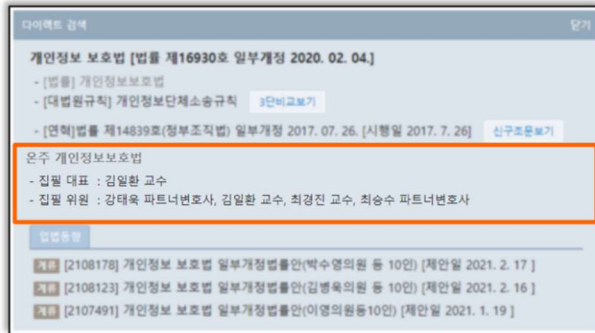 다이렉트 검색 닫기
개인정보 보호법 [법률 제16930호 일부개정 2020. 02. 04.]
- [법률] 개인정보보호법
- [대법원규칙] 개인정보단체소송규칙 3단비교보기
- [연혁]법률 제14839호(정부조직법) 일부개정 2017. 07. 26. [시행일 2017. 7. 26] 신구조문보기
온주 개인정보보호법
- 집필 대표 : 김일환 교수
- 집필 위원 : 강태욱 파트너변호사, 김일환 교수, 최경진 교수, 최승수 파트너변호사
입법동향
계류 [2108178] 개인정보 보호법 일부개정법률안(박수영의원 등 10인) [제안일 2021. 2. 17 ]
계류 [2108123] 개인정보 보호법 일부개정법률안(김병욱의원 등 10인) [제안일 2021. 2. 16 ]
계류 [2107491] 개인정보 보호법 일부개정법률안(이영의원등10인) [제안일 2021. 1. 19 ]